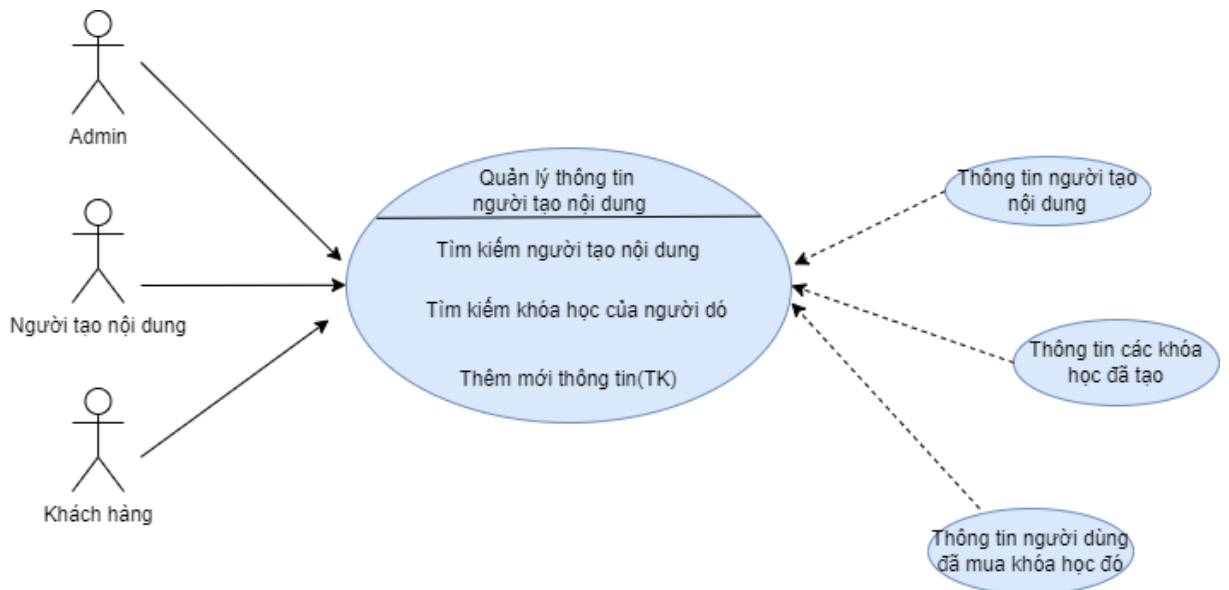 Admin
Người tạo nội dung
Khách hàng
Quản lý thông tin
người tạo nội dung
Tìm kiếm người tạo nội dung
Tìm kiếm khóa học của người dó
Thêm mới thông tin(TK)
Thông tin người tạo
nội dung
Thông tin các khóa
học đã tạo
Thông tin người dùng
đã mua khóa học đó